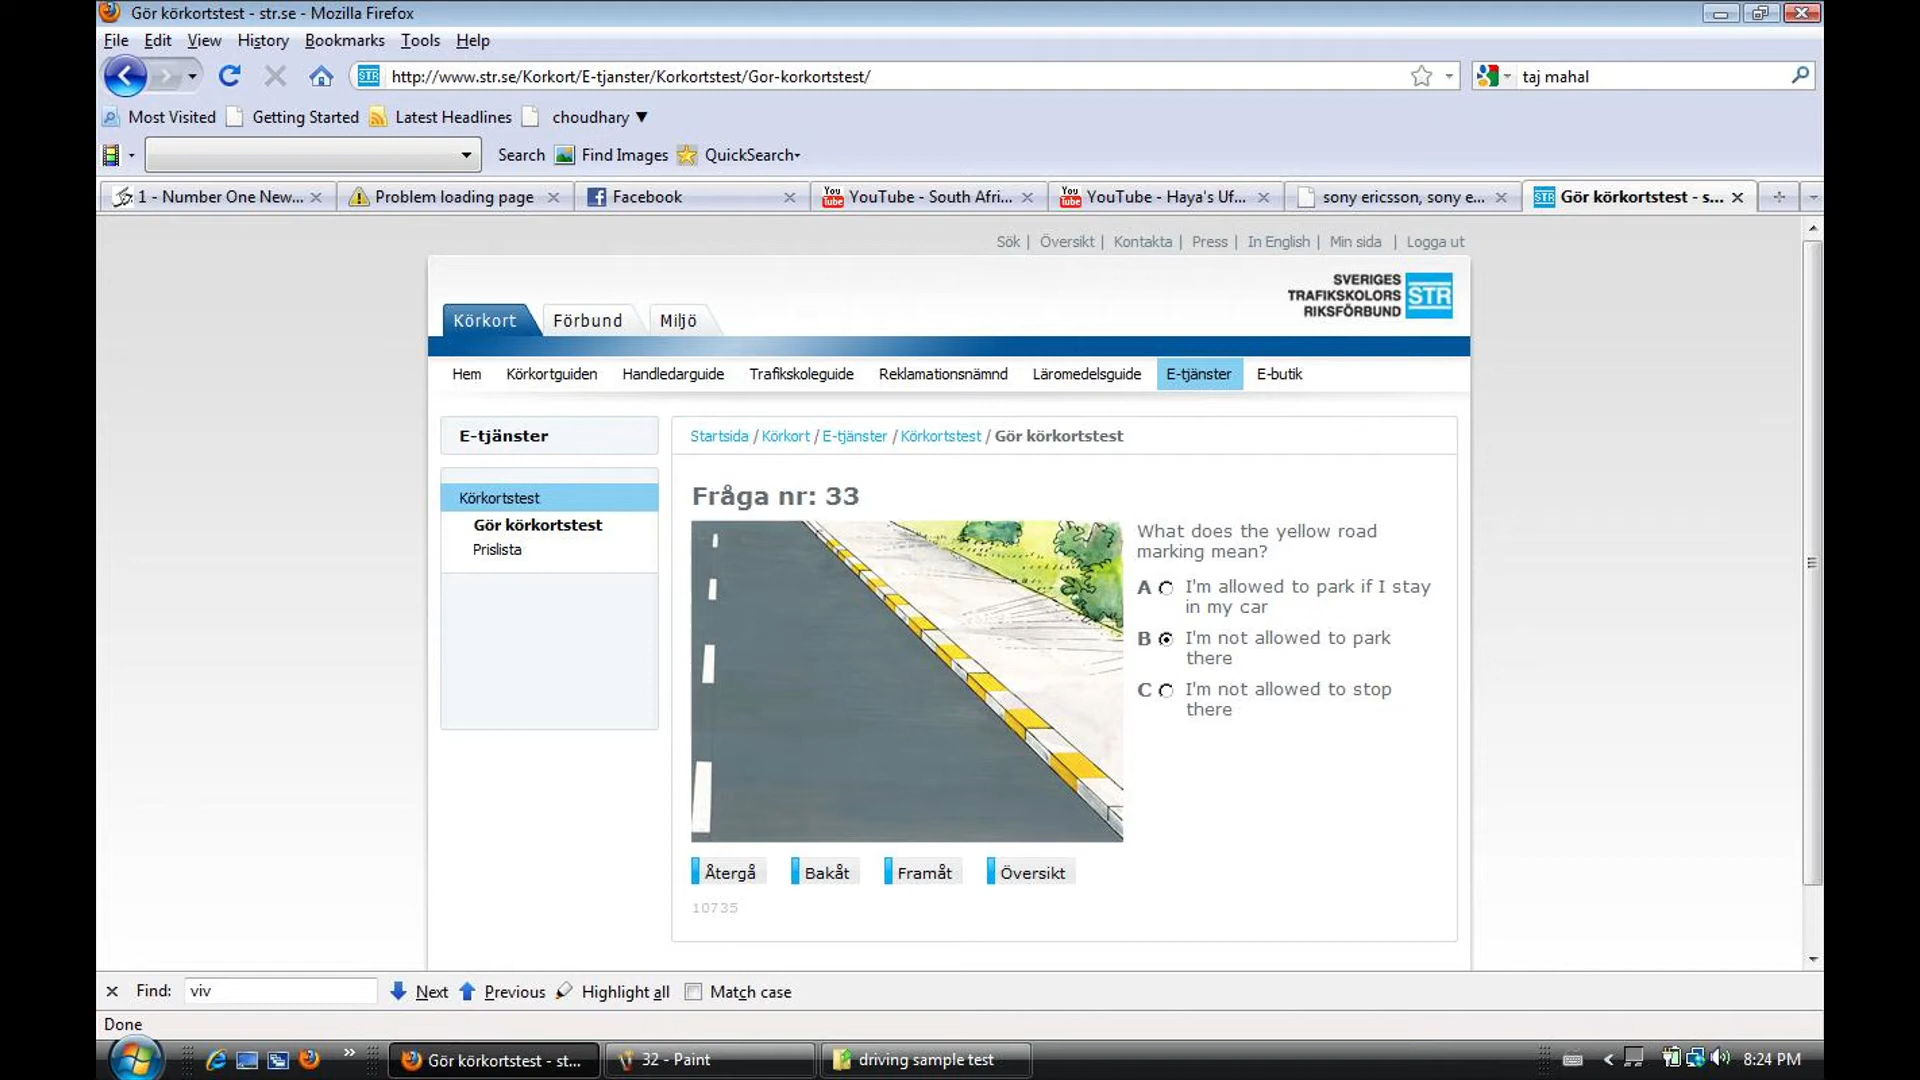 Gör körkortstest - str.se - Mozilla Firefox
File Edit View History Bookmarks Tools Help
STR http://www.str.se/Korkort/E-tjanster/Korkortstest/Gor-korkortstest/ taj mahal
Most Visited Getting Started Latest Headlines choudhary
Search Find Images QuickSearch
1 - Number One New... Problem loading page Facebook You Tube YouTube - South Afri... You Tube YouTube - Haya's Uf... sony ericsson, sony e... STR Gör körkortstest - s...
Sök | Översikt | Kontakta | Press | In English | Min sida | Logga ut
SVERIGES
TRAFIKSKOLORS
RIKSFÖRBUND
STR
Körkort Förbund Miljö
Hem Körkortguiden Handledarguide Trafikskoleguide Reklamationsnämnd Läromedelsguide E-tjänster E-butik
E-tjänster
Körkortstest
Gör körkortstest
Prislista
Startsida / Körkort / E-tjänster / Körkortstest / Gör körkortstest
Fråga nr: 33
What does the yellow road
marking mean?
A I'm allowed to park if I stay
in my car
B I'm not allowed to park
there
C I'm not allowed to stop
there
Återgå Bakåt Framåt Översikt
10735
Find: viv Next Previous Highlight all Match case
Done
Gör körkortstest - st... 32 - Paint driving sample test 8:24 PM